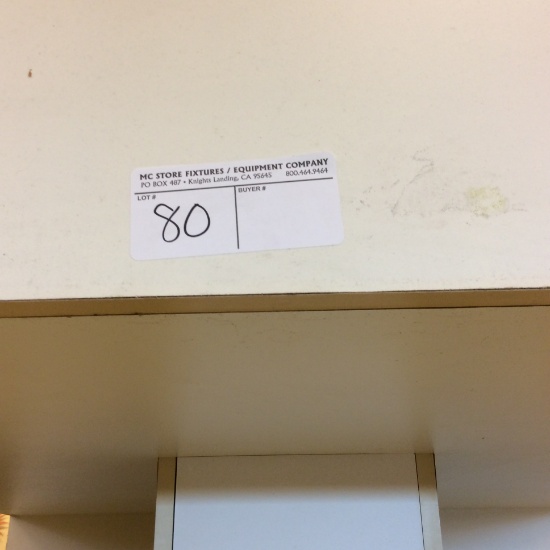 MC STORE FIXTURES / EQUIPMENT COMPANY
PO BOX 487 • Knights Landing, CA 95645 800.464.9464
LOT # BUYER #
80